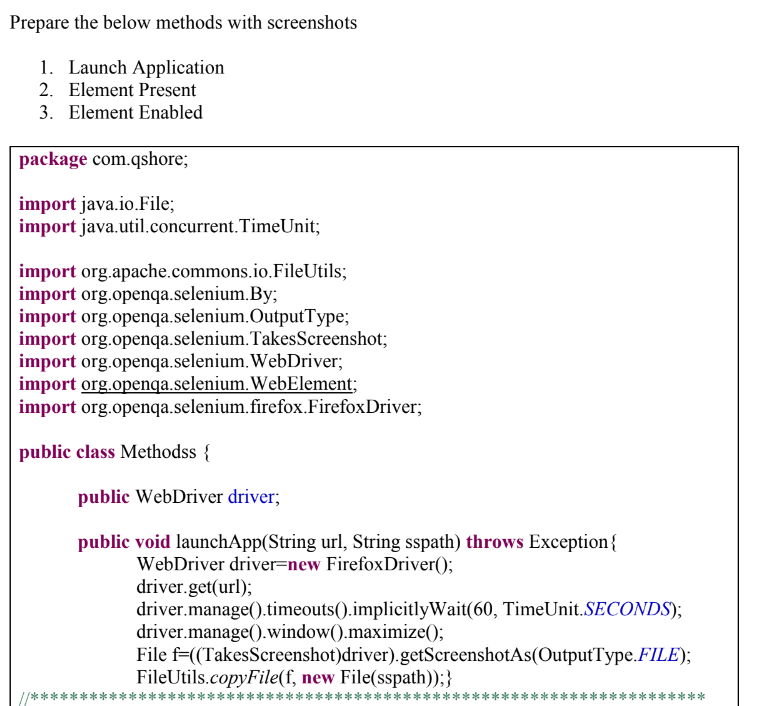 Prepare the below methods with screenshots
1. Launch Application
2. Element Present
3. Element Enabled
package com.qshore;
import java.io.File;
import java.util.concurrent.TimeUnit;
import org.apache.commons.io.FileUtils;
import org.openqa.selenium.By;
import org.openqa.selenium.OutputType;
import org.openqa.selenium.TakesScreenshot;
import org.openqa.selenium.WebDriver;
import org.openqa.selenium.WebElement;
import org.openqa.selenium.firefox.FirefoxDriver;
public class Methodss {
public WebDriver driver;
public void launchApp(String url, String sspath) throws Exception{
WebDriver driver=new FirefoxDriver();
driver.get(url);
driver.manage().timeouts().implicitlyWait(60, TimeUnit.SECONDS);
driver.manage().window().maximize();
File f=((TakesScreenshot)driver).getScreenshotAs(OutputType.FILE);
FileUtils.copyFile(f, new File(sspath));}
//*********************************************************************